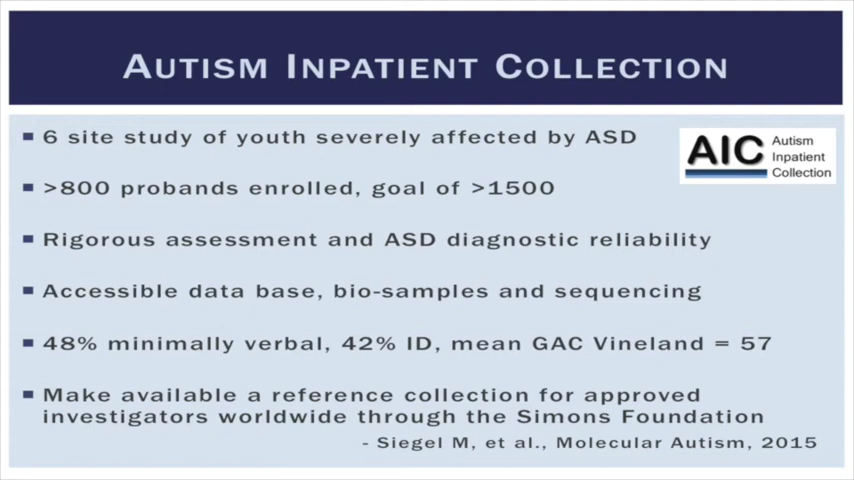 AUTISM INPATIENT COLLECTION
6 site study of youth severely affected by ASD
AIC Autism
Inpatient
Collection
>800 probands enrolled, goal of >1500
Rigorous assessment and ASD diagnostic reliability
Accessible data base, bio-samples and sequencing
48% minimally verbal, 42% ID, mean GAC Vineland = 57
Make available a reference collection for approved
investigators worldwide through the Simons Foundation
- Siegel M, et al., Molecular Autism, 2015